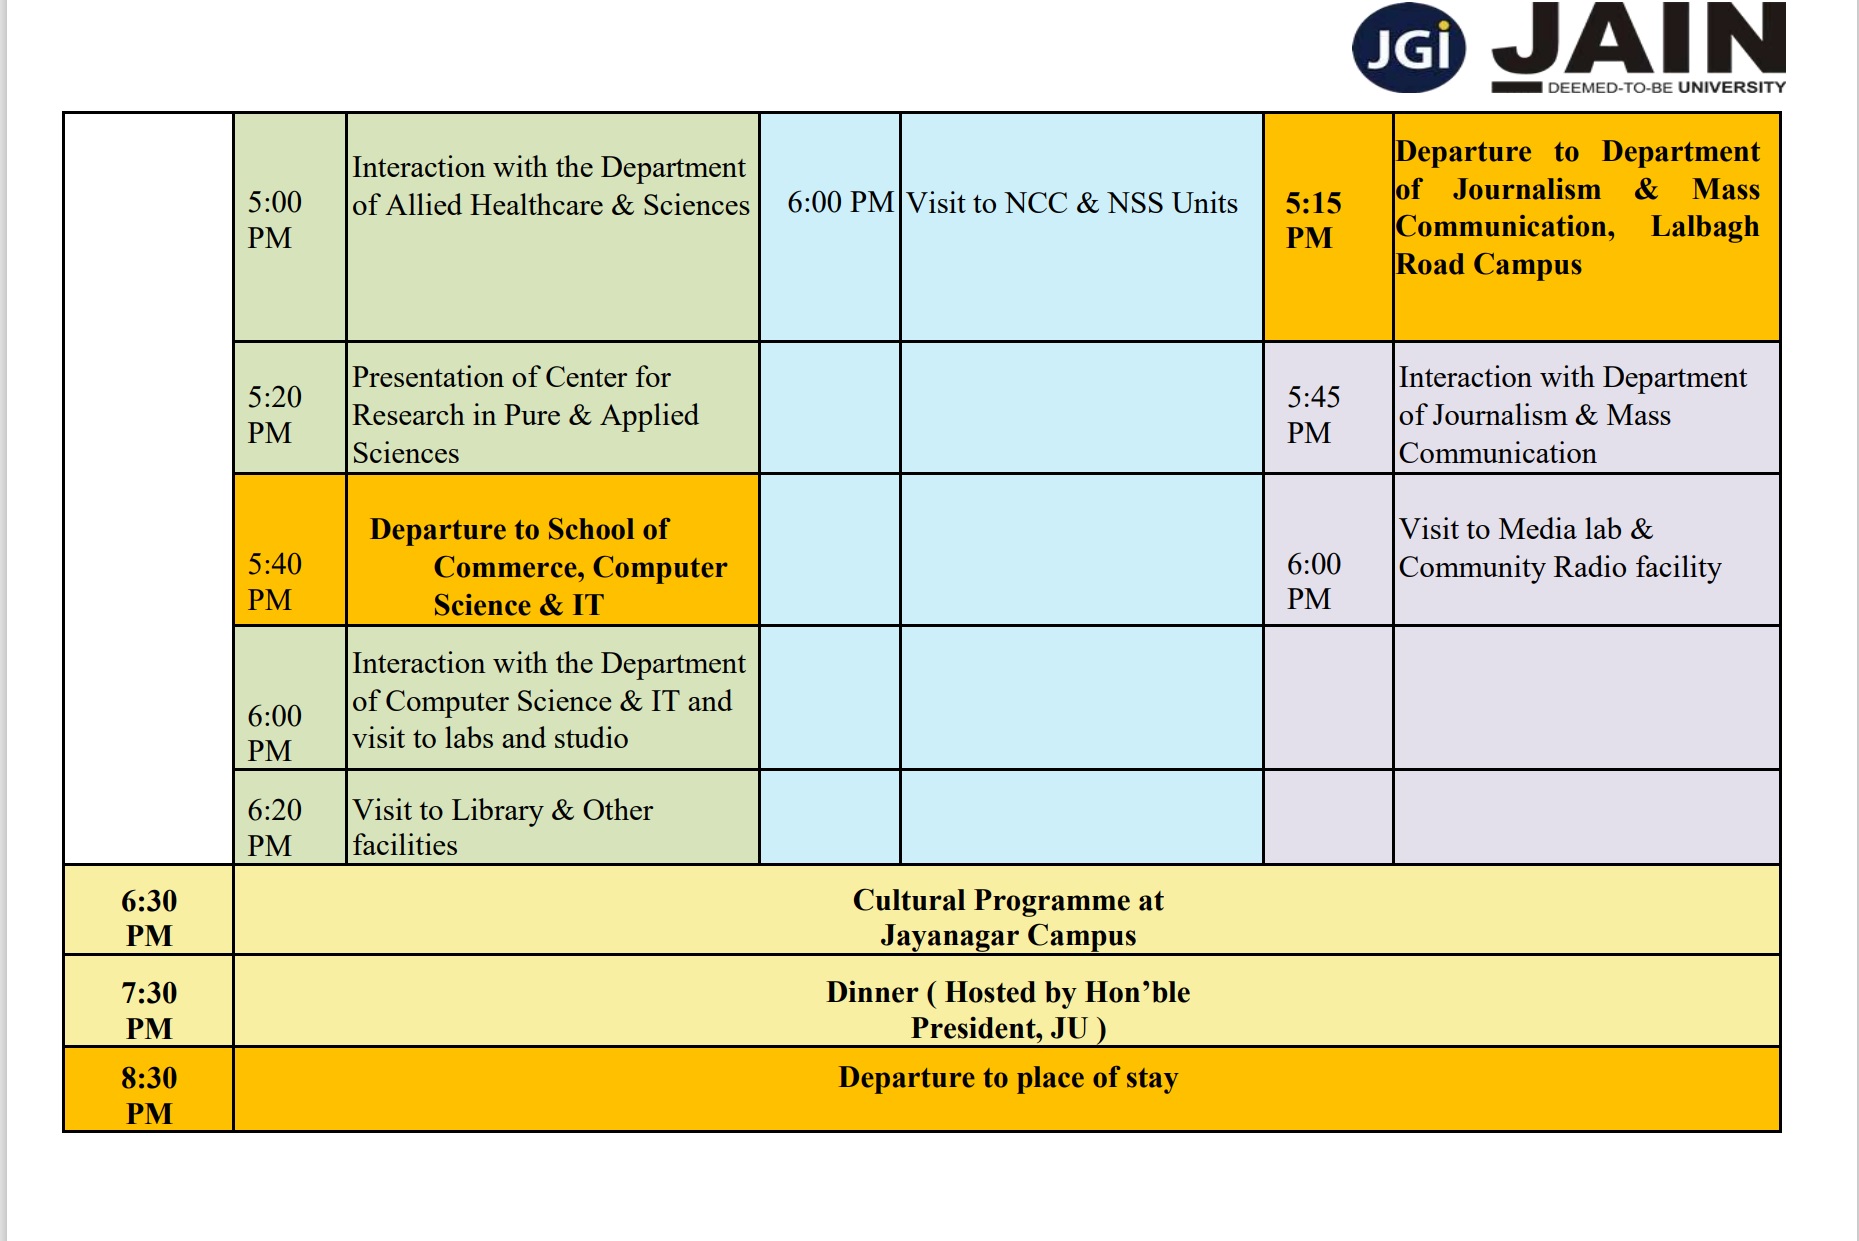 JGi JAIN
DEEMED-TO-BE UNIVERSITY
5:00
PM
Interaction with the Department
of Allied Healthcare & Sciences
6:00 PM
Visit to NCC & NSS Units
5:15
PM
Departure to Department
of Journalism & Mass
Communication, Lalbagh
Road Campus
5:20
PM
Presentation of Center for
Research in Pure & Applied
Sciences
5:45
PM
Interaction with Department
of Journalism & Mass
Communication
5:40
PM
Departure to School of
Commerce, Computer
Science & IT
6:00
PM
Visit to Media lab &
Community Radio facility
6:00
PM
Interaction with the Department
of Computer Science & IT and
visit to labs and studio
6:20
PM
Visit to Library & Other
facilities
6:30
PM
Cultural Programme at
Jayanagar Campus
7:30
PM
Dinner ( Hosted by Hon’ble
President, JU )
8:30
PM
Departure to place of stay